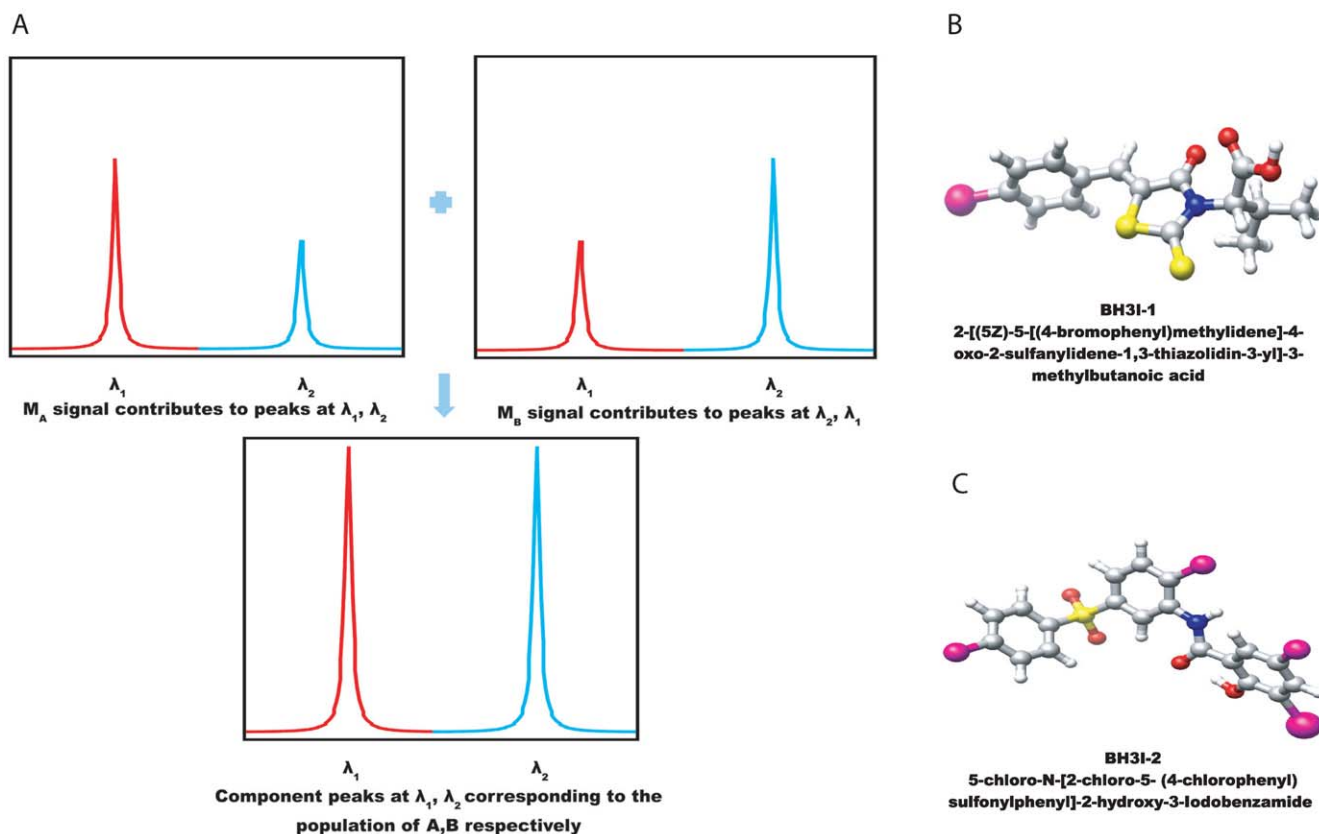 A
λ₁
λ₂
M_A signal contributes to peaks at λ₁, λ₂
λ₁
λ₂
M_B signal contributes to peaks at λ₂, λ₁
λ₁
λ₂
Component peaks at λ₁, λ₂ corresponding to the
population of A,B respectively
B
BH3I-1
2-[(5Z)-5-[(4-bromophenyl)methylidene]-4-
oxo-2-sulfanylidene-1,3-thiazolidin-3-yl]-3-
methylbutanoic acid
C
BH3I-2
5-chloro-N-[2-chloro-5- (4-chlorophenyl)
sulfonylphenyl]-2-hydroxy-3-Iodobenzamide